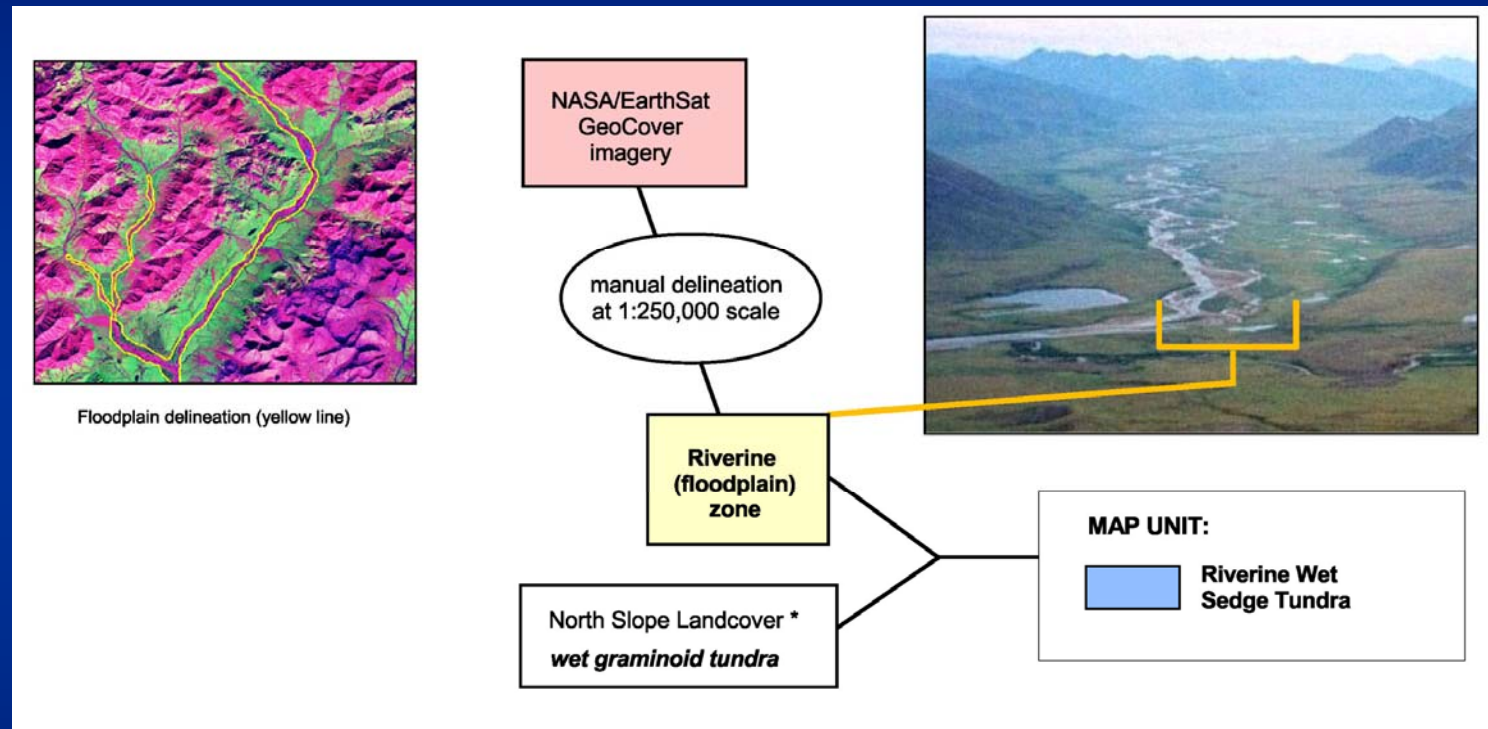 NASA/EarthSat
GeoCover
imagery
manual delineation
at 1:250,000 scale
Floodplain delineation (yellow line)
Riverine
(floodplain)
zone
North Slope Landcover *
wet graminoid tundra
MAP UNIT:
Riverine Wet
Sedge Tundra